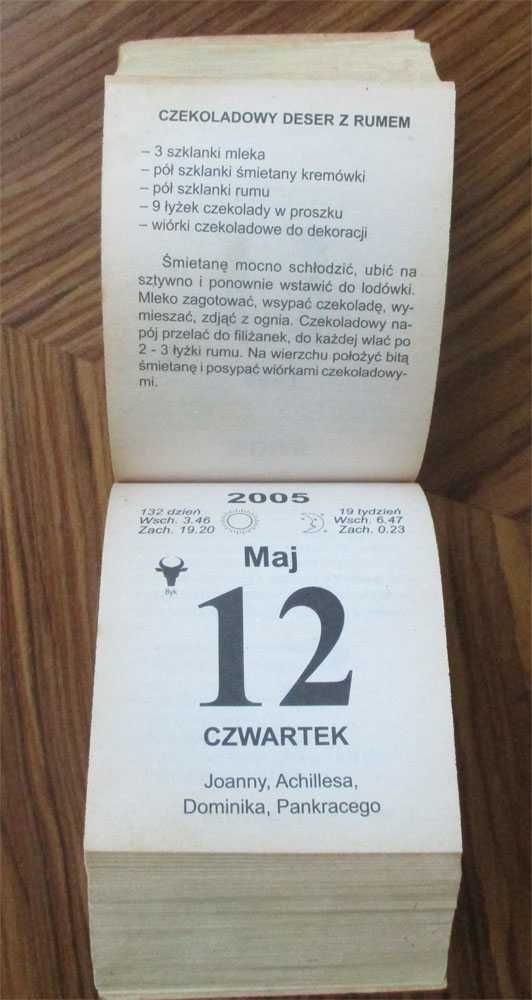 CZEKOLADOWY DESER Z RUMEM
– 3 szklanki mleka
– pół szklanki śmietany kremówki
– pół szklanki rumu
– 9 łyżek czekolady w proszku
– wiórki czekoladowe do dekoracji
Śmietanę mocno schłodzić, ubić na
sztywno i ponownie wstawić do lodówki.
Mleko zagotować, wsypać czekoladę, wy-
mieszać, zdjąć z ognia. Czekoladowy na-
pój przelać do filiżanek, do każdej wlać po
2 - 3 łyżki rumu. Na wierzchu położyć bitą
śmietanę i posypać wiórkami czekoladowy-
mi.
2005
132 dzień
Wsch. 3.46
Zach. 19.20
19 tydzień
Wsch. 6.47
Zach. 0.23
Maj
Byk
12
CZWARTEK
Joanny, Achillesa,
Dominika, Pankracego